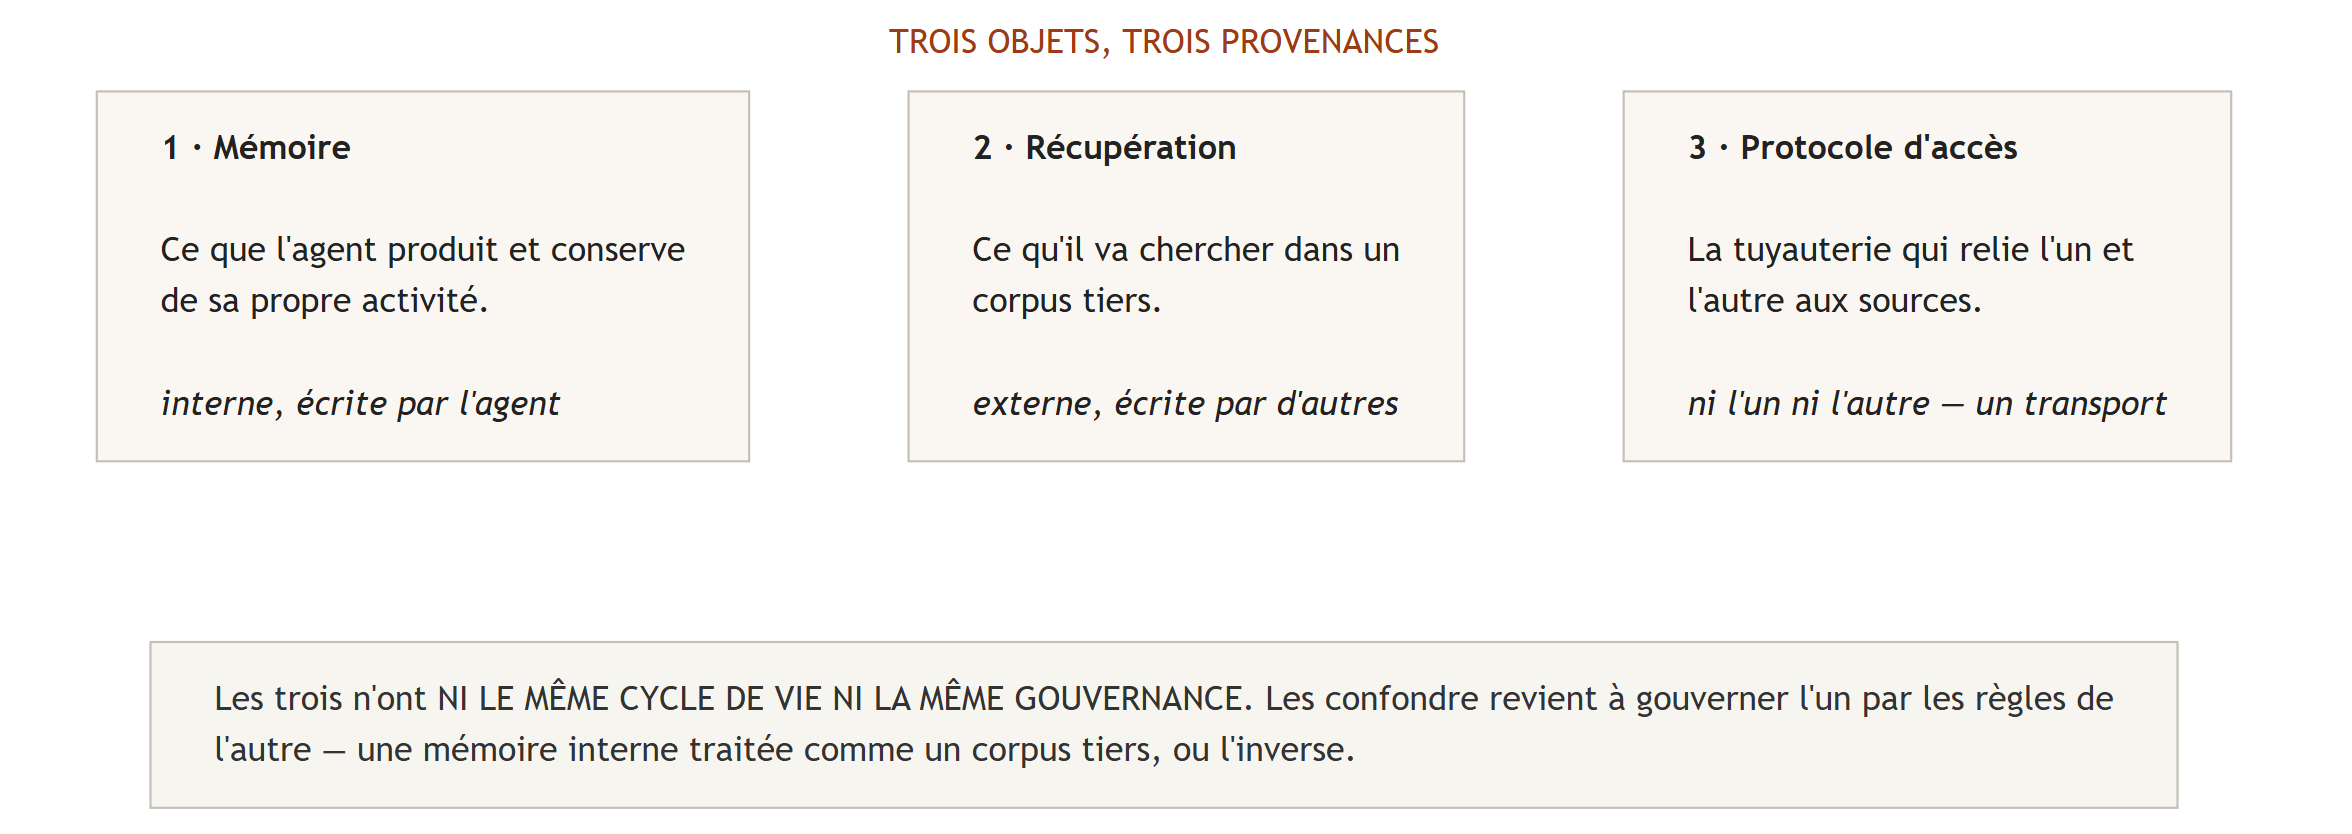 TROIS OBJETS, TROIS PROVENANCES
1 · Mémoire
Ce que l'agent produit et conserve
de sa propre activité.
interne, écrite par l'agent
2 · Récupération
Ce qu'il va chercher dans un
corpus tiers.
externe, écrite par d'autres
3 · Protocole d'accès
La tuyauterie qui relie l'un et
l'autre aux sources.
ni l'un ni l'autre — un transport
Les trois n'ont NI LE MÊME CYCLE DE VIE NI LA MÊME GOUVERNANCE. Les confondre revient à gouverner l'un par les règles de
l'autre — une mémoire interne traitée comme un corpus tiers, ou l'inverse.